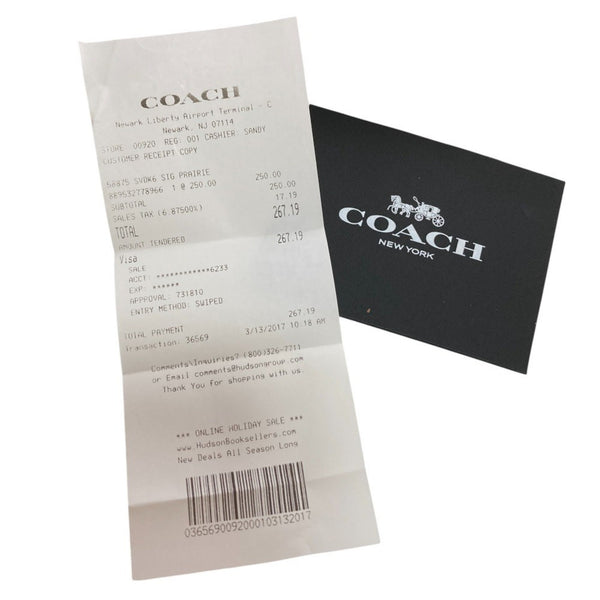 COACH
Newark Liberty Airport Terminal - C
Newark, NJ 07114
STORE 00920 REG: 001 CASHIER: SANDY
CUSTOMER RECEIPT COPY
56875 SVDK6 SIG PRAIRIE
889532778966 1 @ 250.00 250.00
SUBTOTAL 250.00
SALES TAX (6.87500%) 17.19
TOTAL 267.19
AMOUNT TENDERED
Visa 267.19
SALE
ACCT: ************6233
EXP: ******
APPROVAL: 731810
ENTRY METHOD: SWIPED
TOTAL PAYMENT 267.19
Transaction: 36569 3/13/2017 10:18 AM
Comments\Inquiries? (800)326-7711
or Email comments@hudsongroup.com
Thank You for shopping with us.
*** ONLINE HOLIDAY SALE ***
www.HudsonBooksellers.com
New Deals All Season Long
0365690092000103132017
COACH
NEW YORK